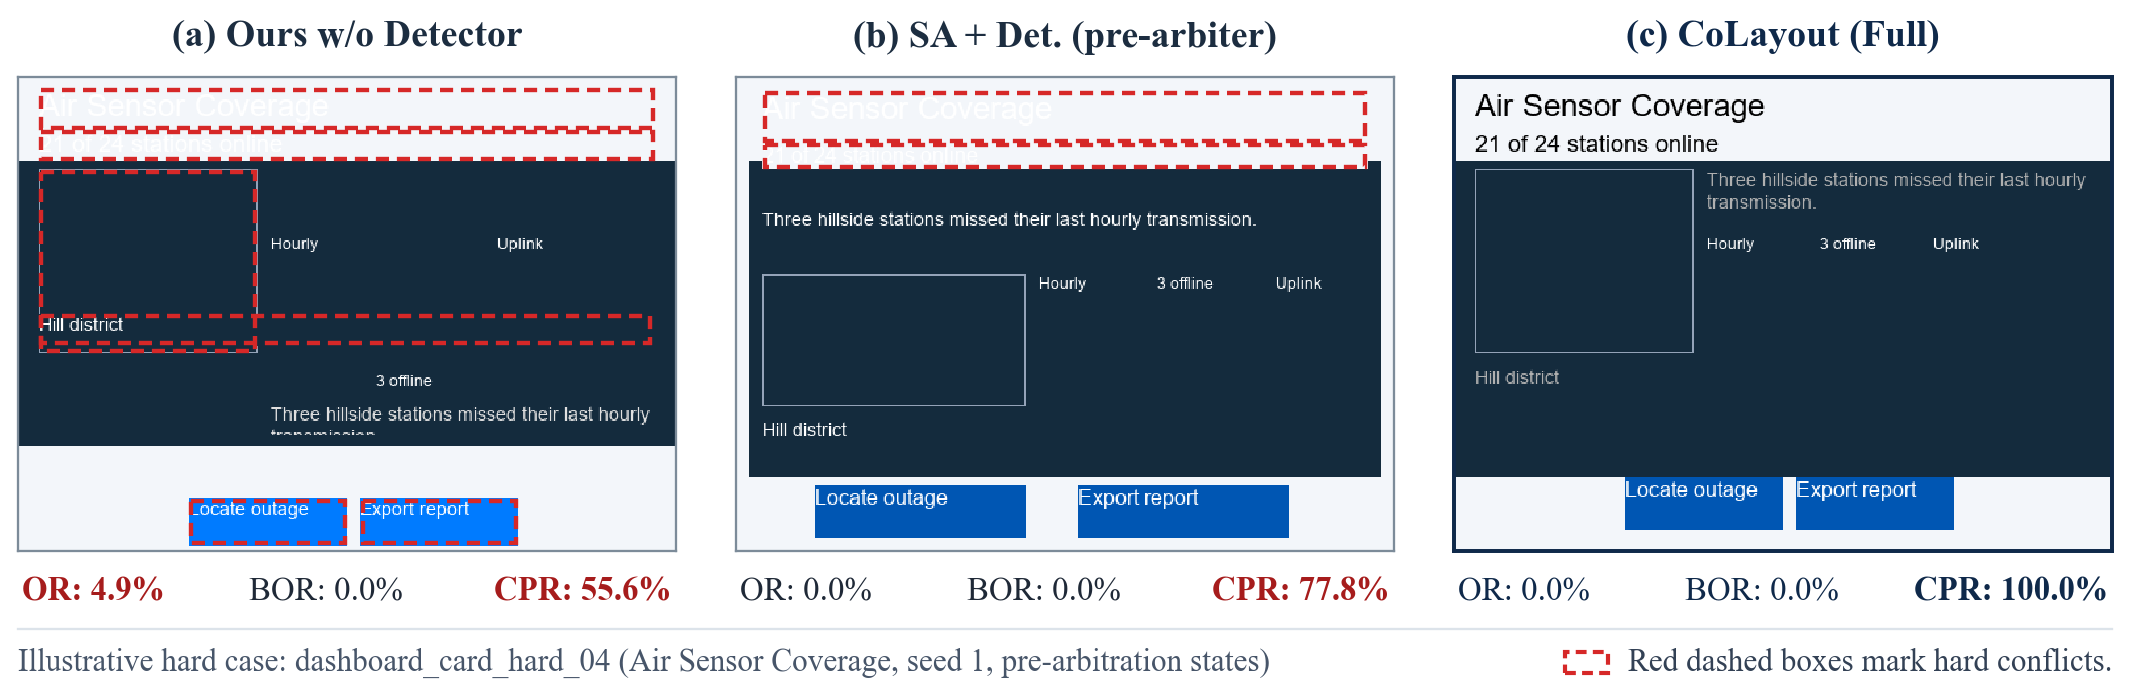 (a) Ours w/o Detector
Air Sensor Coverage
21 of 24 stations online
Hourly
Uplink
Hill district
3 offline
Three hillside stations missed their last hourly
transmission.
Locate outage
Export report
OR: 4.9%
BOR: 0.0%
CPR: 55.6%
(b) SA + Det. (pre-arbiter)
Air Sensor Coverage
21 of 24 stations online
Three hillside stations missed their last hourly transmission.
Hourly
3 offline
Uplink
Hill district
Locate outage
Export report
OR: 0.0%
BOR: 0.0%
CPR: 77.8%
(c) CoLayout (Full)
Air Sensor Coverage
21 of 24 stations online
Three hillside stations missed their last hourly
transmission.
Hourly
3 offline
Uplink
Hill district
Locate outage
Export report
OR: 0.0%
BOR: 0.0%
CPR: 100.0%
Illustrative hard case: dashboard_card_hard_04 (Air Sensor Coverage, seed 1, pre-arbitration states)
Red dashed boxes mark hard conflicts.